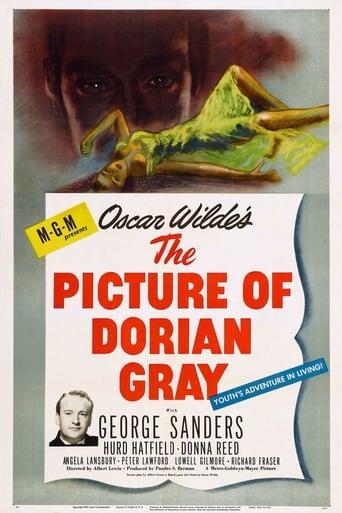 M-G-M
presents
Oscar Wilde's
The
PICTURE OF
DORIAN
GRAY
YOUTH'S ADVENTURE IN LIVING!
With
GEORGE SANDERS
HURD HATFIELD · DONNA REED
ANGELA LANSBURY · PETER LAWFORD · LOWELL GILMORE · RICHARD FRASER
Directed by Albert Lewin · Produced by Pandro S. Berman · A Metro-Goldwyn-Mayer Picture